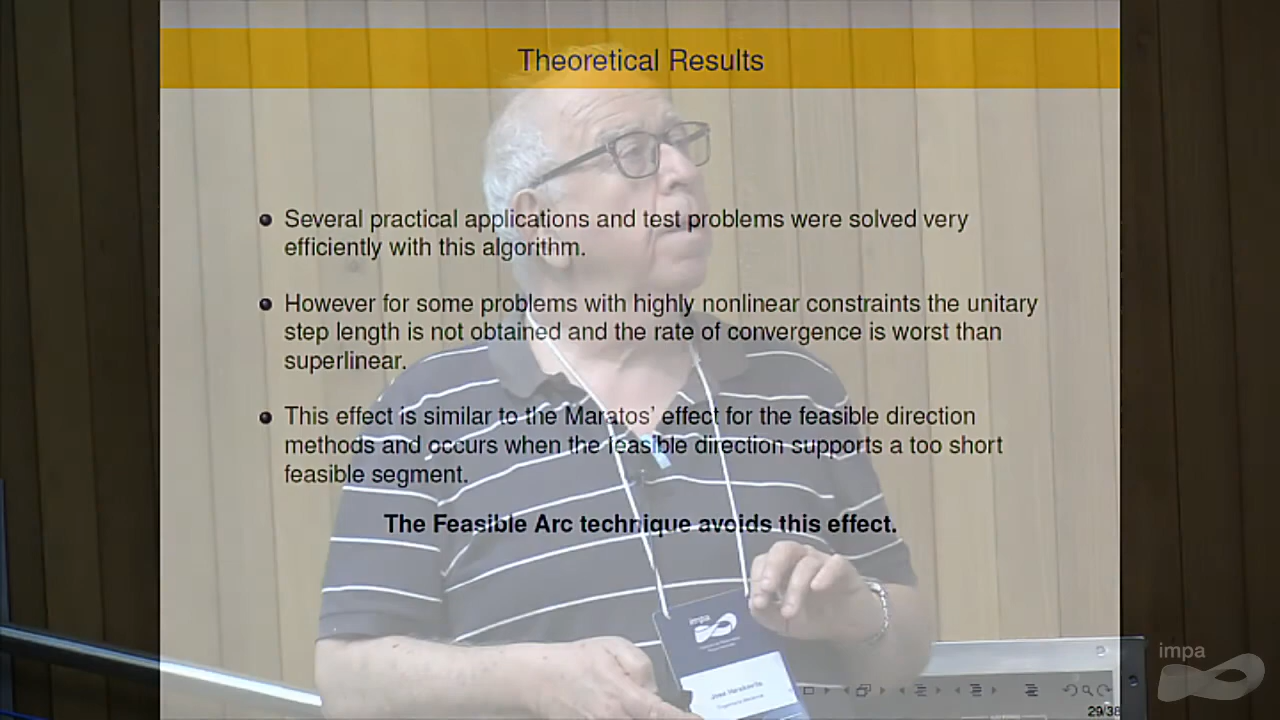 Theoretical Results
Several practical applications and test problems were solved very
efficiently with this algorithm.
However for some problems with highly nonlinear constraints the unitary
step length is not obtained and the rate of convergence is worst than
superlinear.
This effect is similar to the Maratos' effect for the feasible direction
methods and occurs when the feasible direction supports a too short
feasible segment.
The Feasible Arc technique avoids this effect.
impa
impa
29/38